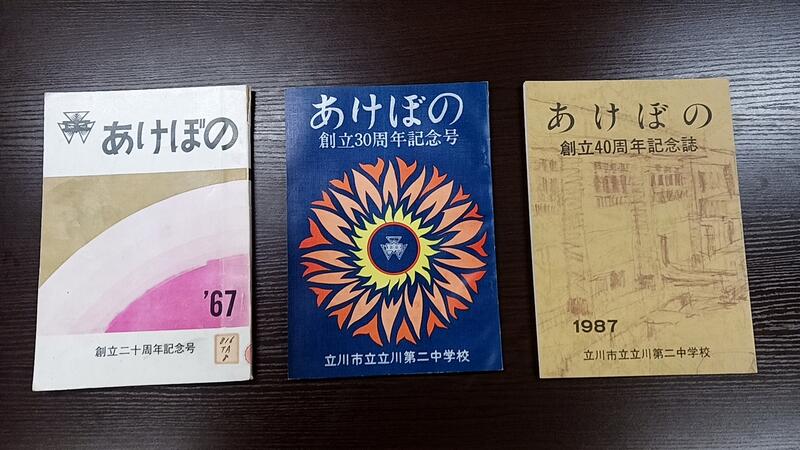 あけぼの
'67
創立二十周年記念号
816
TA
あけぼの
創立30周年記念号
立川市立立川第二中学校
あけぼの
創立40周年記念誌
1987
立川市立立川第二中学校